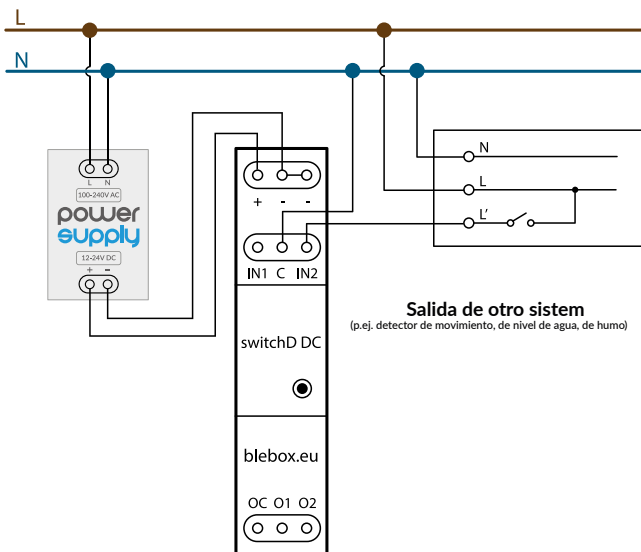 L
N
L N
100-240V AC
power
supply
12-24V DC
+ -
+ - -
IN1 C IN2
switchD DC
blebox.eu
OC O1 O2
N
L
L'
Salida de otro sistem
(p.ej. detector de movimiento, de nivel de agua, de humo)